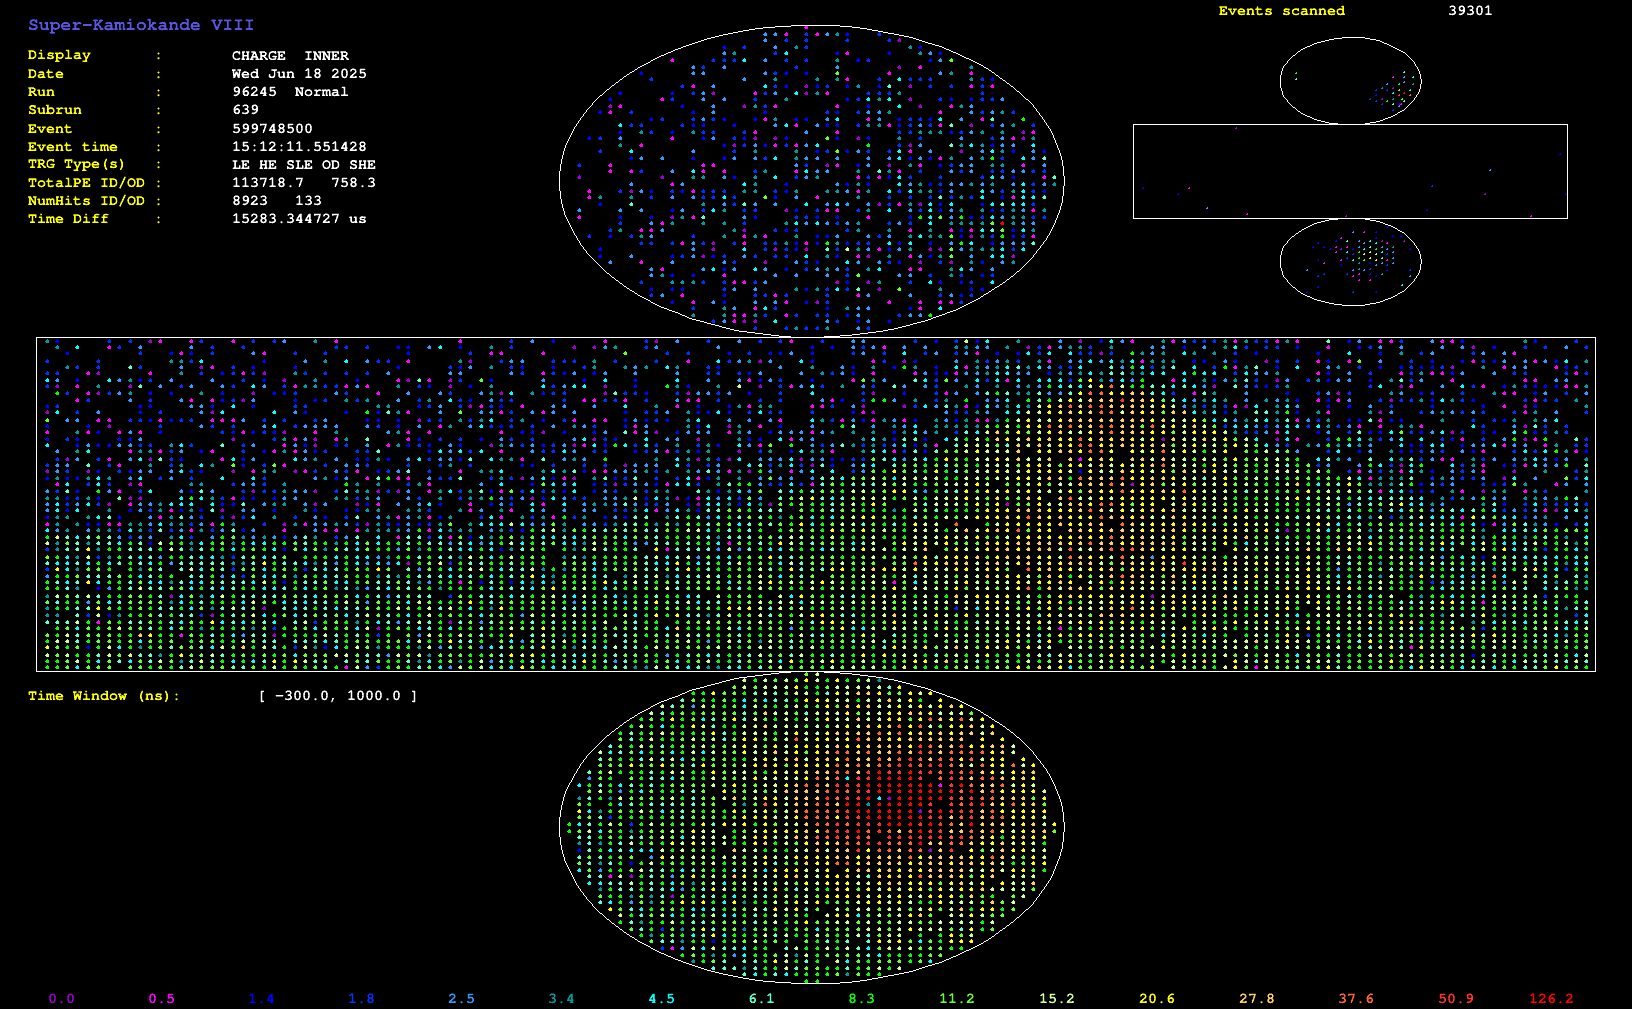 Super-Kamiokande VIII
Events scanned 39301
Display : CHARGE INNER
Date : Wed Jun 18 2025
Run : 96245 Normal
Subrun : 639
Event : 599748500
Event time : 15:12:11.551428
TRG Type(s) : LE HE SLE OD SHE
TotalPE ID/OD : 113718.7 758.3
NumHits ID/OD : 8923 133
Time Diff : 15283.344727 us
Time Window (ns): [ −300.0, 1000.0 ]
0.0 0.5 1.4 1.8 2.5 3.4 4.5 6.1 8.3 11.2 15.2 20.6 27.8 37.6 50.9 126.2